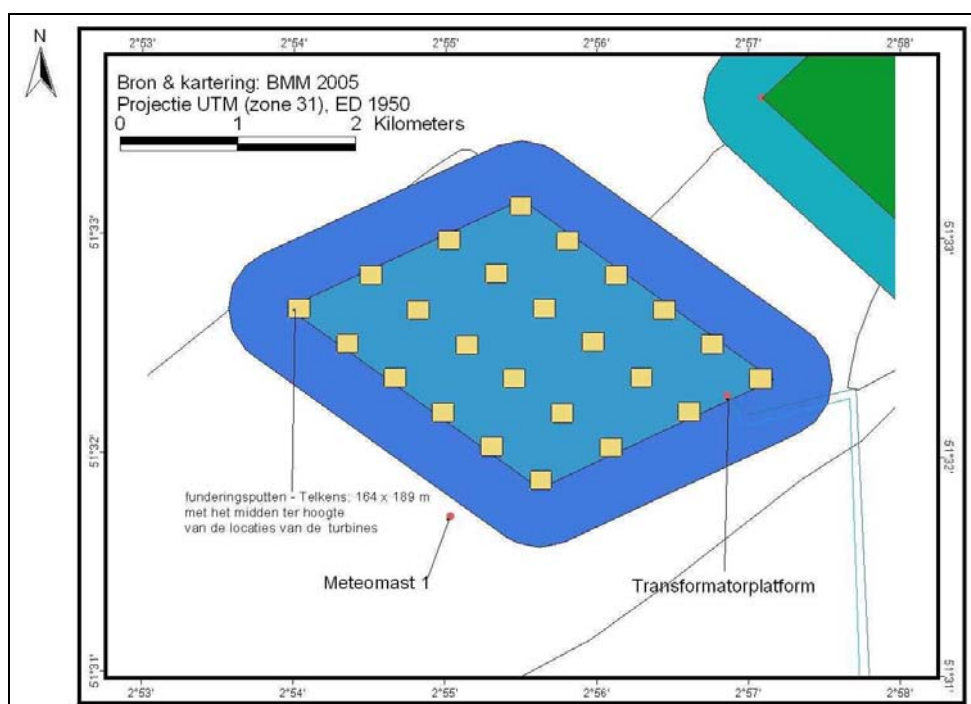 N
2°53' 2°54' 2°55' 2°56' 2°57' 2°58'
Bron & kartering: BMM 2005
Projectie UTM (zone 31), ED 1950
0 1 2 Kilometers
51°33' 51°33'
51°32' 51°32'
funderingsputten - Telkens: 164 x 189 m
met het midden ter hoogte
van de locaties van de turbines
Meteomast 1
Transformatorplatform
51°31' 51°31'
2°53' 2°54' 2°55' 2°56' 2°57' 2°58'